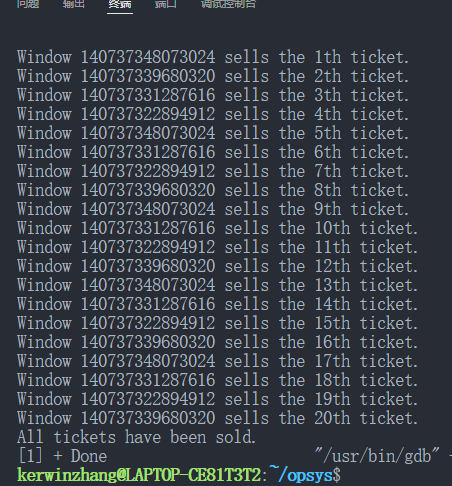 问题 输出 终端 端口 调试控制台
Window 140737348073024 sells the 1th ticket.
Window 140737339680320 sells the 2th ticket.
Window 140737331287616 sells the 3th ticket.
Window 140737322894912 sells the 4th ticket.
Window 140737348073024 sells the 5th ticket.
Window 140737331287616 sells the 6th ticket.
Window 140737322894912 sells the 7th ticket.
Window 140737339680320 sells the 8th ticket.
Window 140737348073024 sells the 9th ticket.
Window 140737331287616 sells the 10th ticket.
Window 140737322894912 sells the 11th ticket.
Window 140737339680320 sells the 12th ticket.
Window 140737348073024 sells the 13th ticket.
Window 140737331287616 sells the 14th ticket.
Window 140737322894912 sells the 15th ticket.
Window 140737339680320 sells the 16th ticket.
Window 140737348073024 sells the 17th ticket.
Window 140737331287616 sells the 18th ticket.
Window 140737322894912 sells the 19th ticket.
Window 140737339680320 sells the 20th ticket.
All tickets have been sold.
[1] + Done "/usr/bin/gdb" -
kerwinzhang@LAPTOP-CE81T3T2:~/opsys$